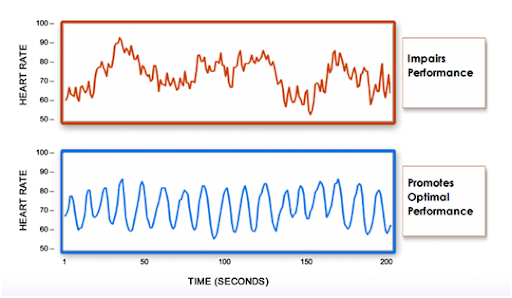 100
90
80
70
60
50
HEART RATE
Impairs
Performance
100
90
80
70
60
50
HEART RATE
Promotes
Optimal
Performance
1
50
100
150
200
TIME (SECONDS)